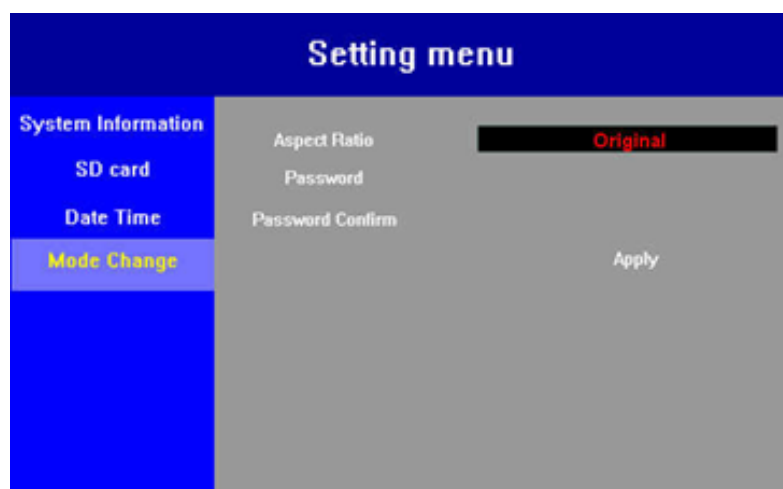 Setting menu
System Information
SD card
Date Time
Mode Change
Aspect Ratio
Original
Password
Password Confirm
Apply